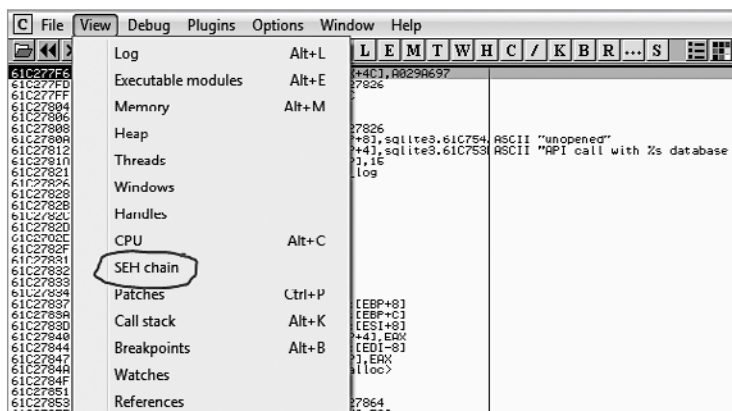 C File View Debug Plugins Options Window Help
L E M T W H C / K B R ... S
Log Alt+L
Executable modules Alt+E
Memory Alt+M
Heap
Threads
Windows
Handles
CPU Alt+C
SEH chain
Patches Ctrl+P
Call stack Alt+K
Breakpoints Alt+B
Watches
References
61C277F6 +4C],A029A697
61C277FD 27826
61C277FF
61C27804
61C27806
61C27808 27826
61C2780A +8],sqlite3.61C754 ASCII "unopened"
61C27812 +4],sqlite3.61C753 ASCII "API call with %s database
61C27821 _log
61C27826
61C27828
61C2782B
61C2782D
61C2782F
61C27831
61C27832
61C27833
61C27834
61C27837 [EBP+8]
61C2783A [EBP+C]
61C2783D [ESI+8]
61C27840 +4],EAX
61C27844 [EDI-8]
61C27847 ],EAX
61C2784A alloc>
61C2784F
61C27851
61C27853 27864